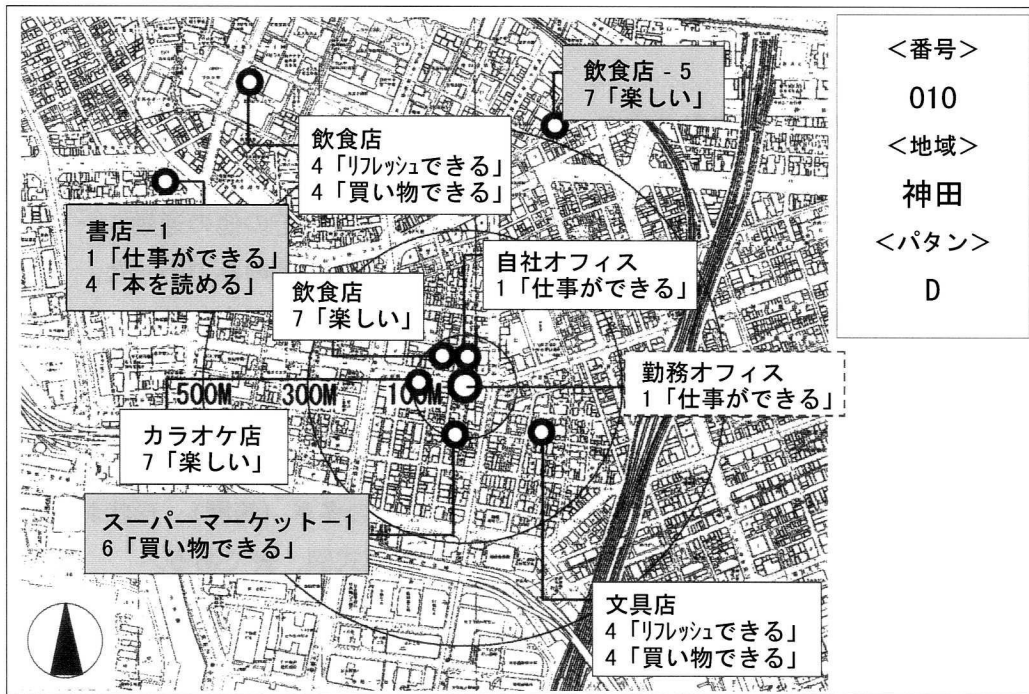 飲食店 - 5
7「楽しい」
飲食店
4「リフレッシュできる」
4「買い物できる」
書店－1
1「仕事ができる」
4「本を読める」
自社オフィス
1「仕事ができる」
飲食店
7「楽しい」
500M
300M
100M
勤務オフィス
1「仕事ができる」
カラオケ店
7「楽しい」
スーパーマーケット－1
6「買い物できる」
文具店
4「リフレッシュできる」
4「買い物できる」
＜番号＞
010
＜地域＞
神田
＜パタン＞
D